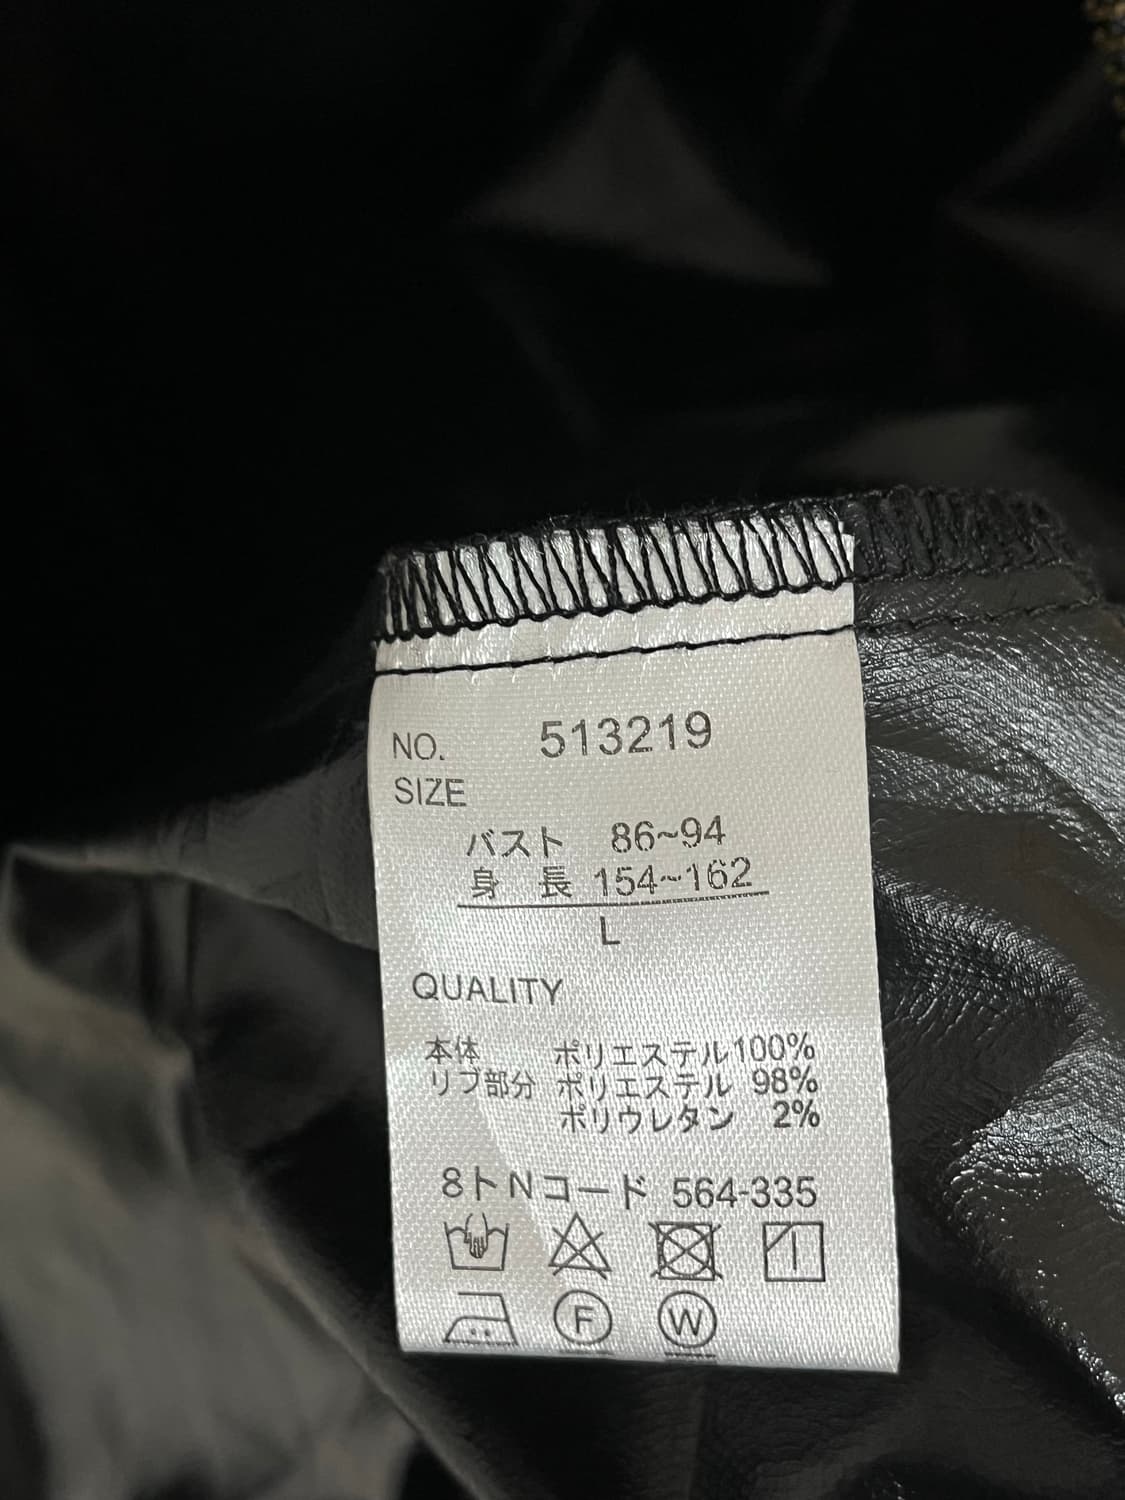 NO. 513219
SIZE
バスト 86~94
身 長 154~162
L
QUALITY
本体 ポリエステル100%
リブ部分 ポリエステル 98%
ポリウレタン 2%
8トNコード 564-335
F W